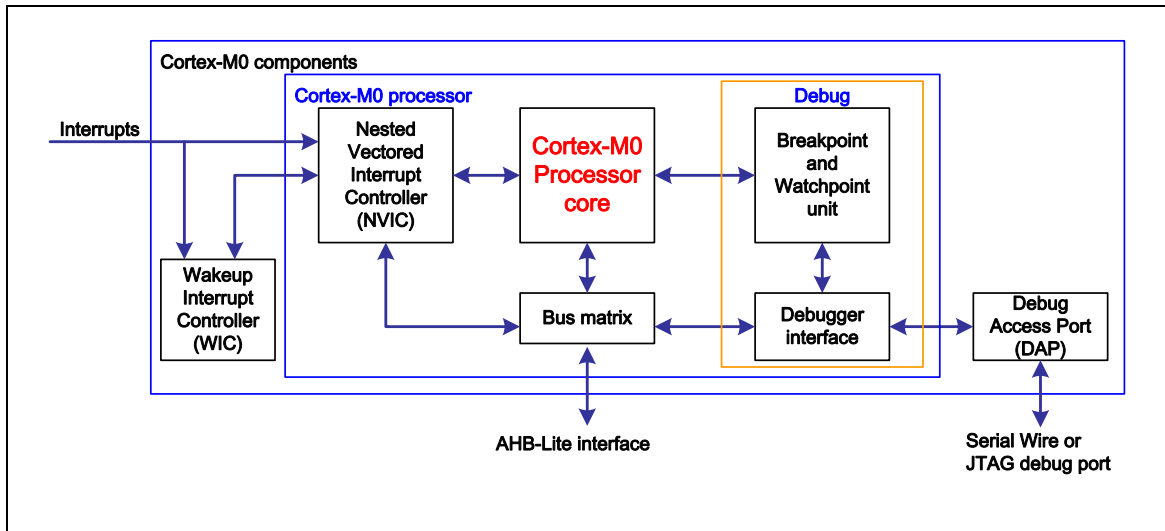 Cortex-M0 components
Cortex-M0 processor
Debug
Interrupts
Nested
Vectored
Interrupt
Controller
(NVIC)
Cortex-M0
Processor
core
Breakpoint
and
Watchpoint
unit
Wakeup
Interrupt
Controller
(WIC)
Bus matrix
Debugger
interface
Debug
Access Port
(DAP)
AHB-Lite interface
Serial Wire or
JTAG debug port